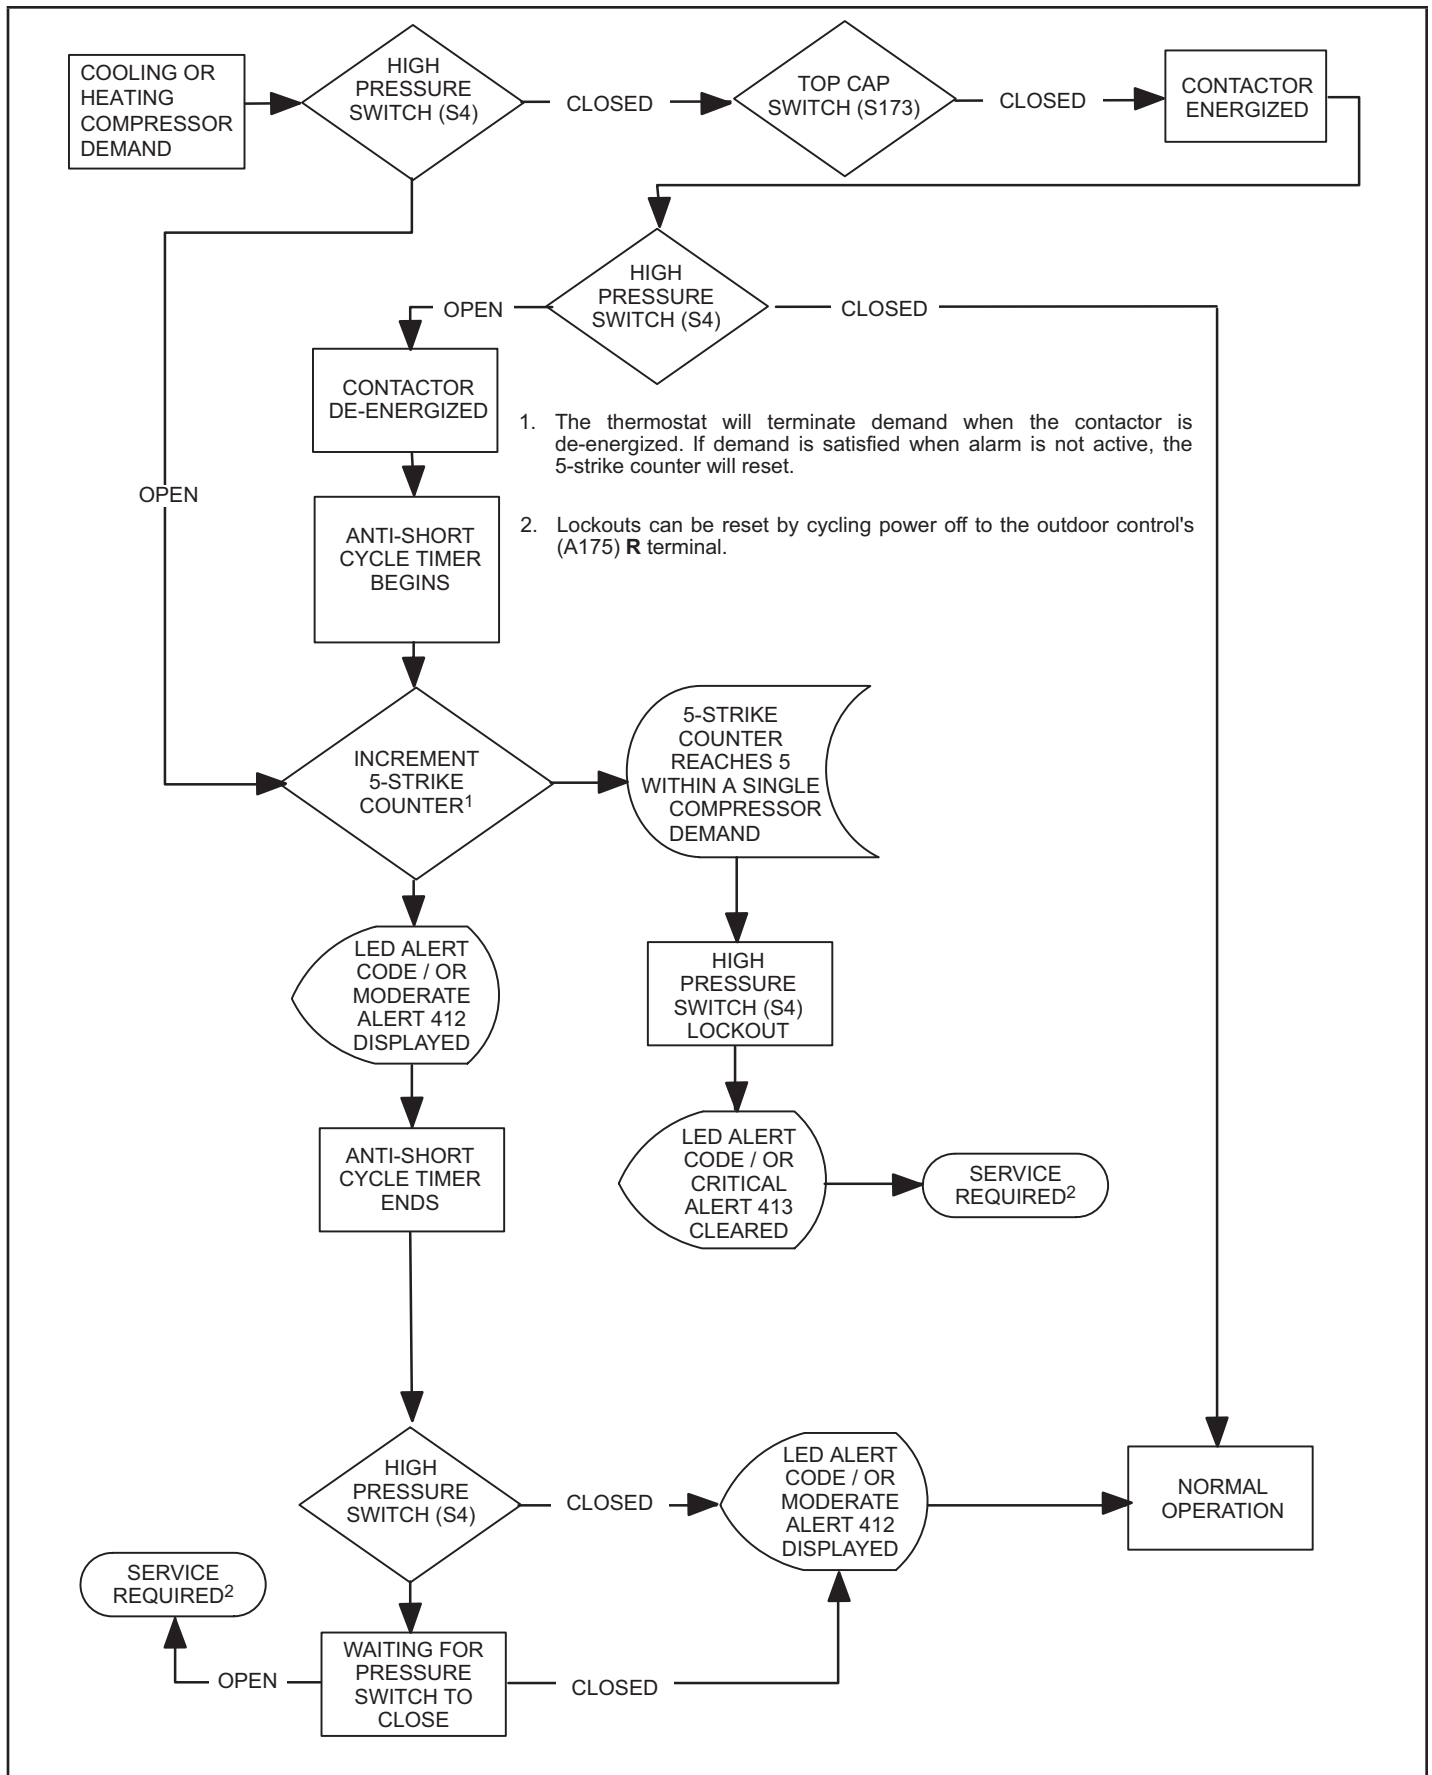 COOLING OR
HEATING
COMPRESSOR
DEMAND
HIGH
PRESSURE
SWITCH (S4)
CLOSED
TOP CAP
SWITCH (S173)
CLOSED
CONTACTOR
ENERGIZED
HIGH
PRESSURE
SWITCH (S4)
OPEN
CLOSED
CONTACTOR
DE-ENERGIZED
1. The thermostat will terminate demand when the contactor is
de-energized. If demand is satisfied when alarm is not active, the
5-strike counter will reset.
OPEN
ANTI-SHORT
CYCLE TIMER
BEGINS
2. Lockouts can be reset by cycling power off to the outdoor control's
(A175) R terminal.
INCREMENT
5-STRIKE
COUNTER1
5-STRIKE
COUNTER
REACHES 5
WITHIN A SINGLE
COMPRESSOR
DEMAND
LED ALERT
CODE / OR
MODERATE
ALERT 412
DISPLAYED
HIGH
PRESSURE
SWITCH (S4)
LOCKOUT
ANTI-SHORT
CYCLE TIMER
ENDS
LED ALERT
CODE / OR
CRITICAL
ALERT 413
CLEARED
SERVICE
REQUIRED2
HIGH
PRESSURE
SWITCH (S4)
CLOSED
LED ALERT
CODE / OR
MODERATE
ALERT 412
DISPLAYED
NORMAL
OPERATION
SERVICE
REQUIRED2
OPEN
WAITING FOR
PRESSURE
SWITCH TO
CLOSE
CLOSED